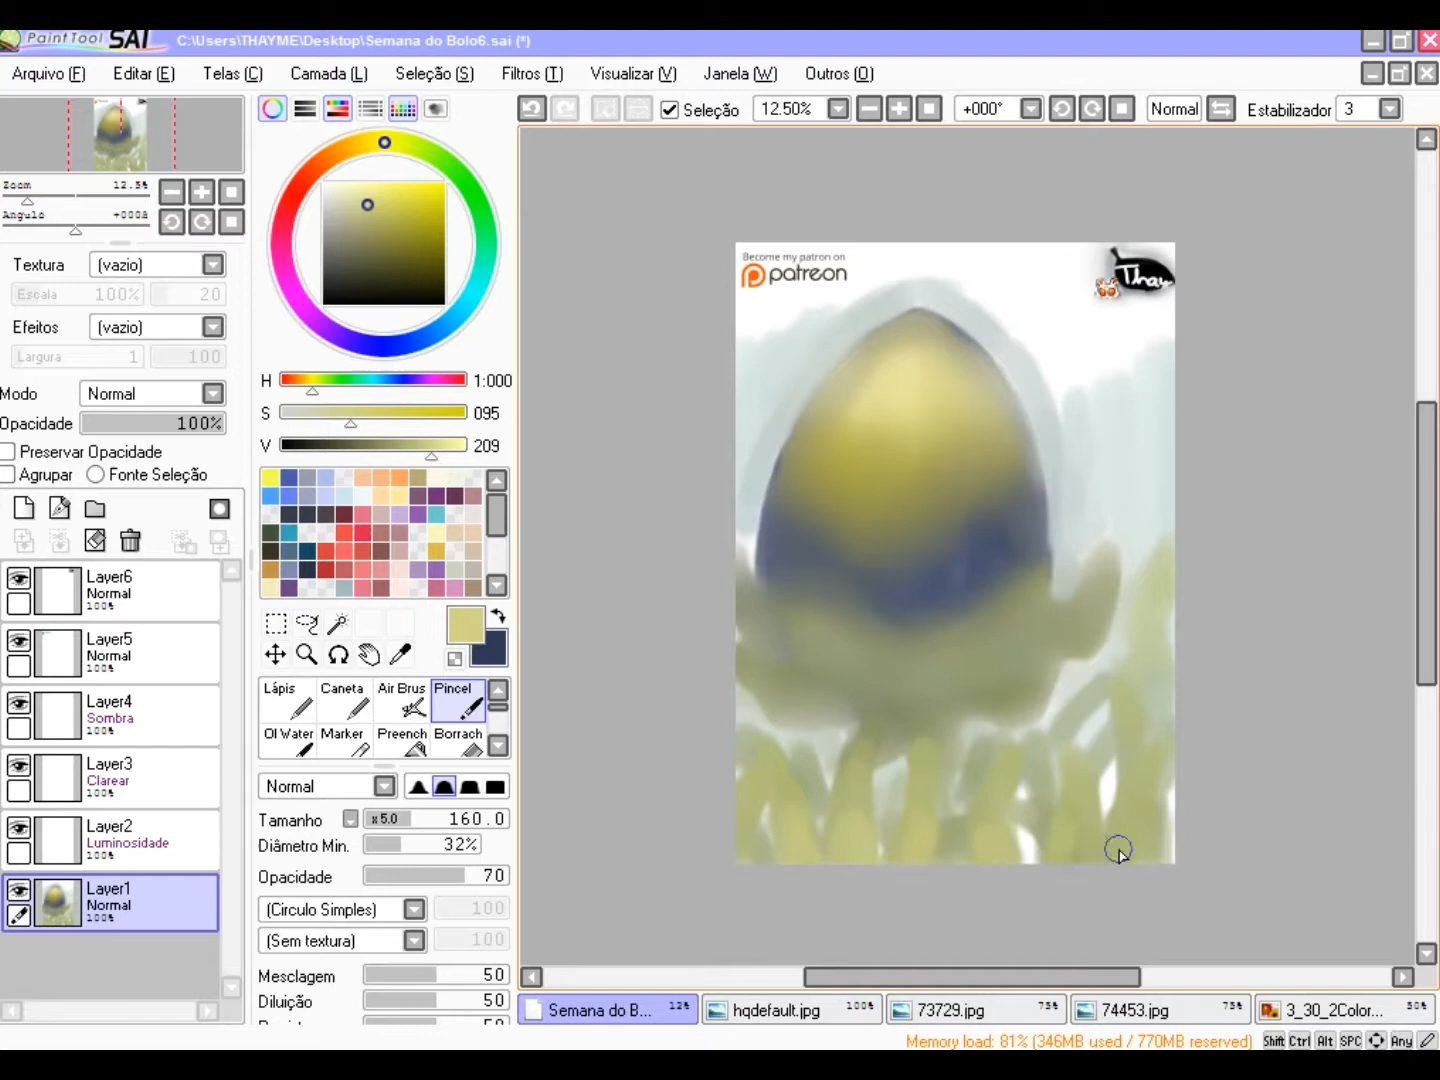 PaintTool SAI C:\Users\THAYME\Desktop\Semana do Bolo6.sai (*)
Arquivo (F) Editar (E) Telas (C) Camada (L) Seleção (S) Filtros (T) Visualizar (V) Janela (W) Outros (O)
Seleção 12.50% +000° Normal Estabilizador 3
Zoom 12.5%
Angulo +000
Textura (vazio)
Escala 100% 20
Efeitos (vazio)
Largura 1 100
Modo Normal
Opacidade 100%
Preservar Opacidade
Agrupar Fonte Seleção
Layer6
Normal
100%
Layer5
Normal
100%
Layer4
Sombra
100%
Layer3
Clarear
100%
Layer2
Luminosidade
100%
Layer1
Normal
100%
H 1:000
S 095
V 209
Lápis Caneta Air Brus Pincel
Ol Water Marker Preench Borrach
Normal
Tamanho x 5.0 160.0
Diâmetro Min. 32%
Opacidade 70
(Circulo Simples) 100
(Sem textura) 100
Mesclagem 50
Diluição 50
Become my patron on
patreon
Thay
Semana do B... 12% hqdefault.jpg 100% 73729.jpg 75% 74453.jpg 75% 3_30_2Color... 50%
Memory load: 81% (346MB used / 770MB reserved) Shift Ctrl Alt SPC Any